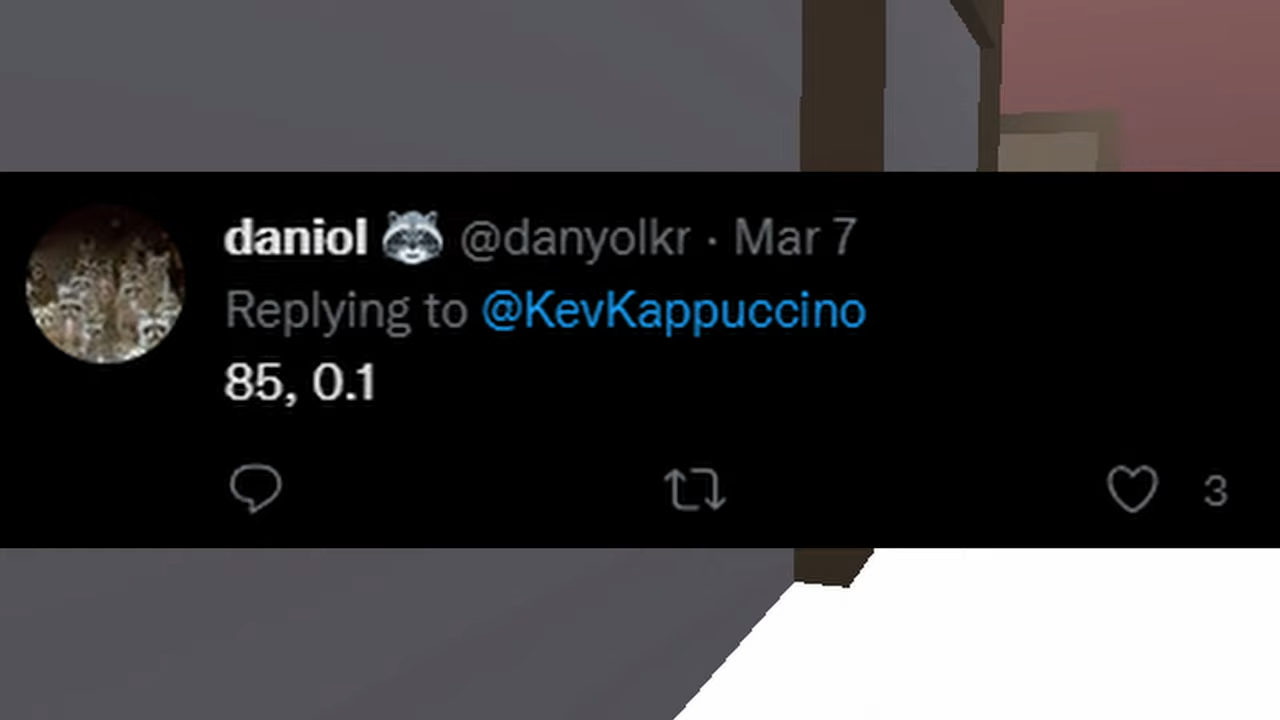 daniol 🦝 @danyolkr · Mar 7
Replying to @KevKappuccino
85, 0.1
3